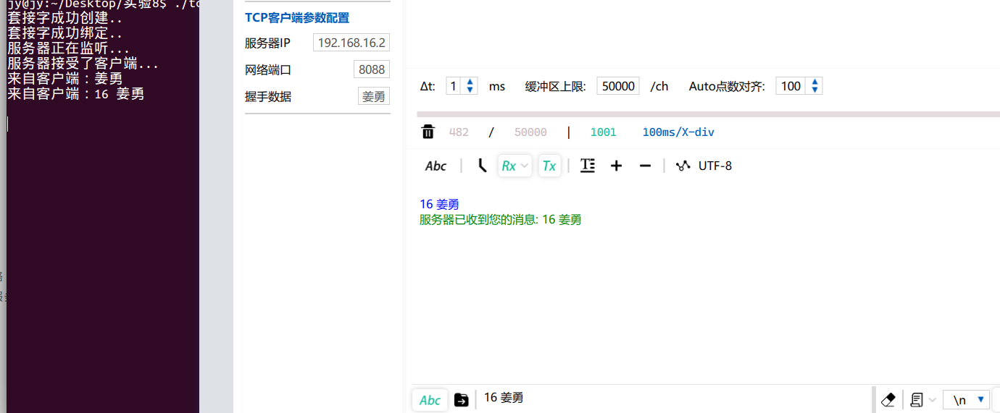 jy@jy:~/Desktop/实验8$ ./tc
套接字成功创建..
套接字成功绑定..
服务器正在监听...
服务器接受了客户端...
来自客户端：姜勇
来自客户端：16 姜勇
TCP客户端参数配置
服务器IP 192.168.16.2
网络端口 8088
握手数据 姜勇
Δt: 1 ms 缓冲区上限: 50000 /ch Auto点数对齐: 100
482 / 50000 | 1001 100ms/X-div
Abc Rx Tx UTF-8
16 姜勇
服务器已收到您的消息: 16 姜勇
Abc 16 姜勇 \n